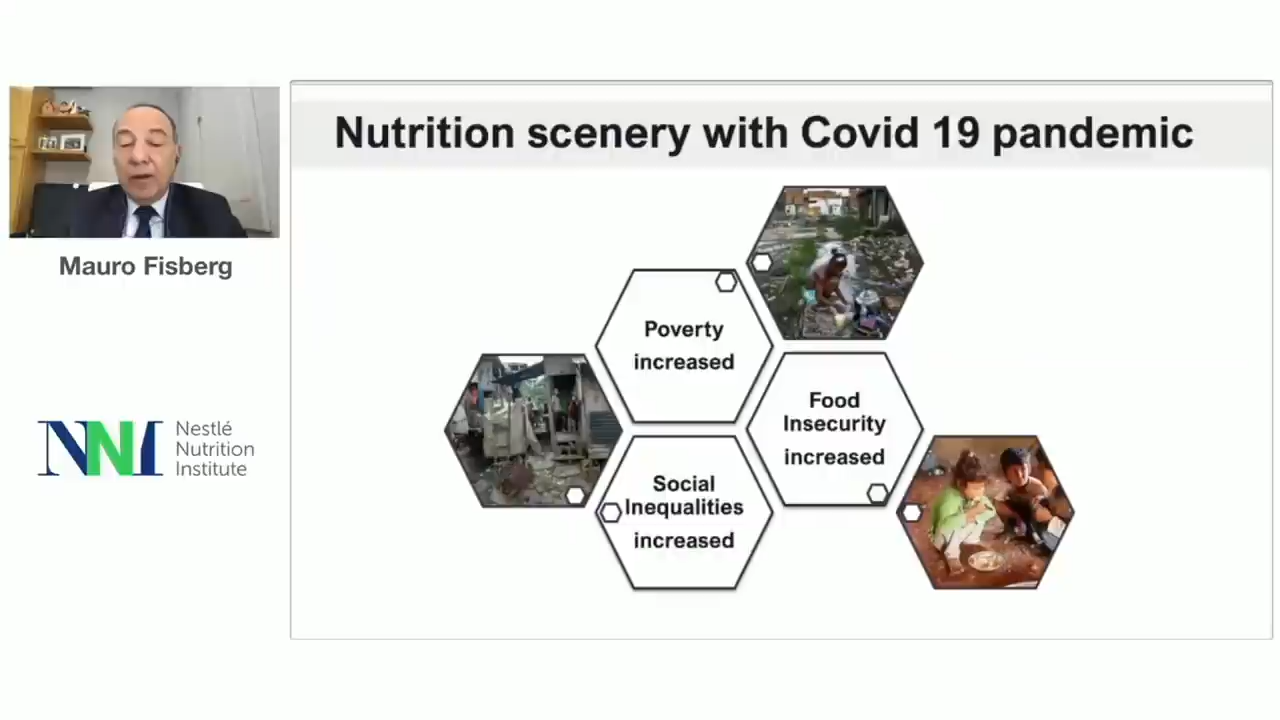 Nutrition scenery with Covid 19 pandemic
Mauro Fisberg
NNI
Nestlé
Nutrition
Institute
Poverty
increased
Food
Insecurity
increased
Social
Inequalities
increased